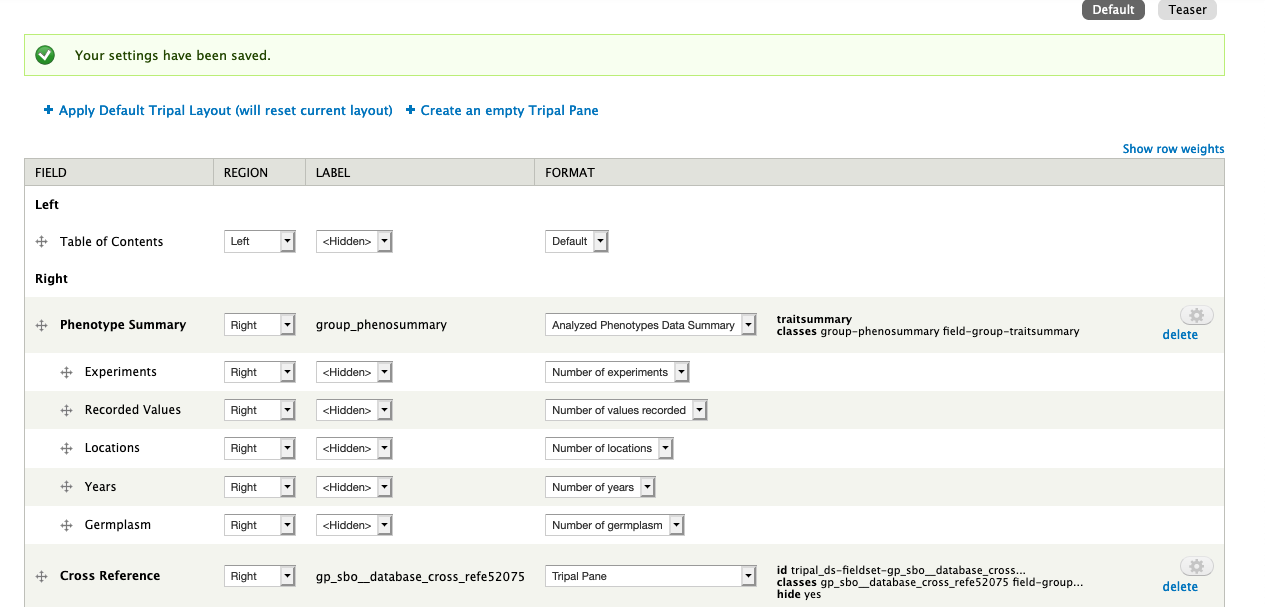 Default Teaser
Your settings have been saved.
+ Apply Default Tripal Layout (will reset current layout) + Create an empty Tripal Pane
Show row weights
FIELD REGION LABEL FORMAT
Left
Table of Contents Left <Hidden> Default
Right
Phenotype Summary Right group_phenosummary Analyzed Phenotypes Data Summary traitsummary
classes group-phenosummary field-group-traitsummary
delete
Experiments Right <Hidden> Number of experiments
Recorded Values Right <Hidden> Number of values recorded
Locations Right <Hidden> Number of locations
Years Right <Hidden> Number of years
Germplasm Right <Hidden> Number of germplasm
Cross Reference Right gp_sbo__database_cross_refe52075 Tripal Pane id tripal_ds-fieldset-gp_sbo__database_cross...
classes gp_sbo__database_cross_refe52075 field-group...
hide yes
delete